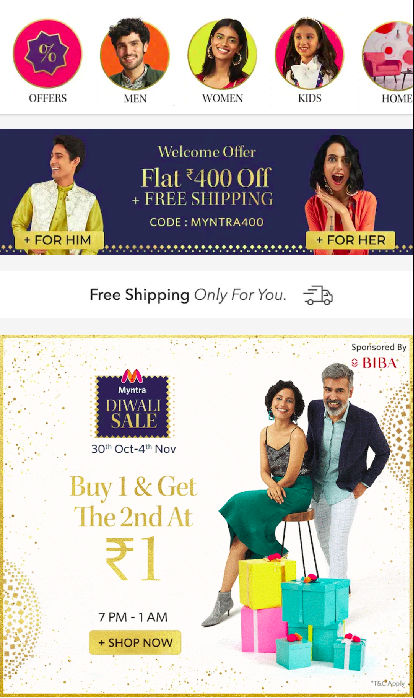 %
OFFERS
MEN
WOMEN
KIDS
HOME
Welcome Offer
Flat ₹400 Off
+ FREE SHIPPING
CODE : MYNTRA400
+ FOR HIM
+ FOR HER
Free Shipping Only For You.
Sponsored By
BIBA
Myntra
DIWALI
SALE
30th Oct-4th Nov
Buy 1 & Get
The 2nd At
₹1
7 PM - 1 AM
+ SHOP NOW
*T&C Apply